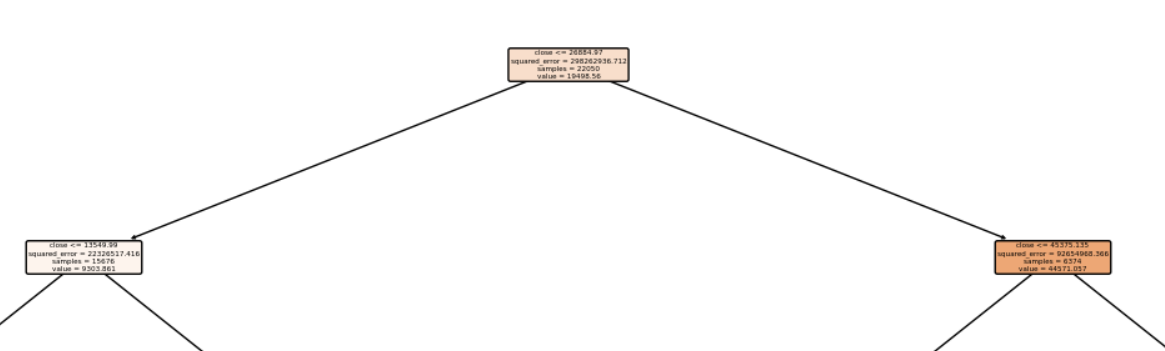 close <= 26884.97
squared_error = 298262936.712
samples = 22050
value = 19498.56
close <= 13549.99
squared_error = 22326517.416
samples = 15676
value = 9303.861
close <= 45375.135
squared_error = 92654968.366
samples = 6374
value = 44571.057